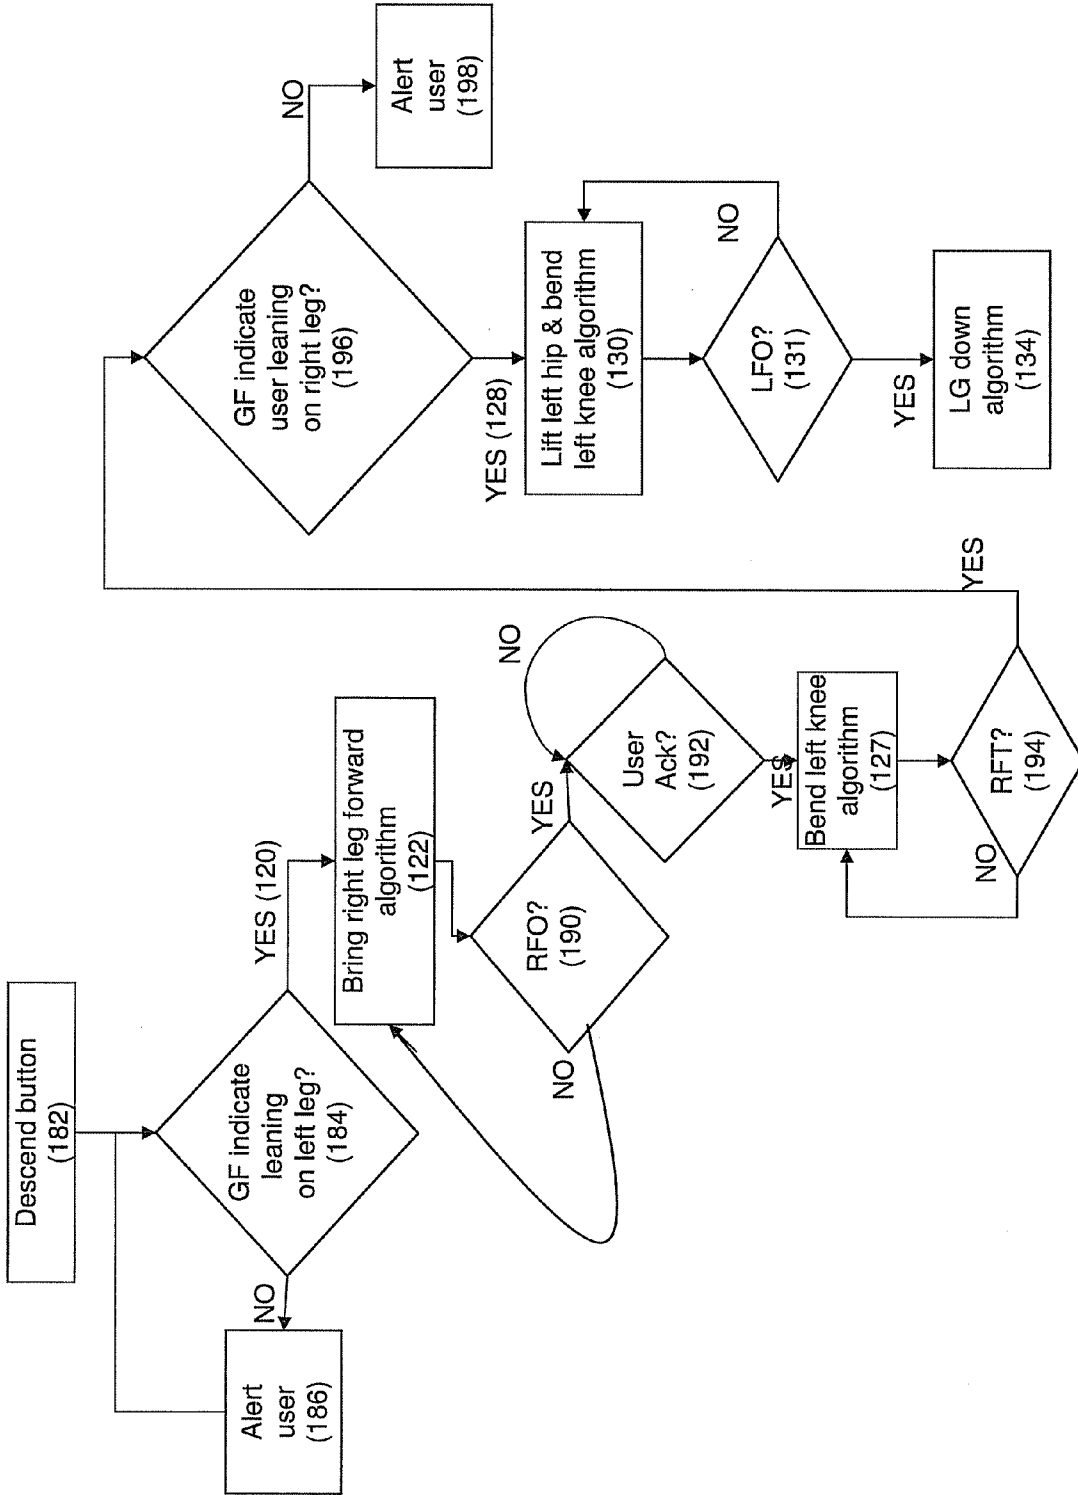 Descend button
(182)
GF indicate
leaning
on left leg?
(184)
NO
Alert
user
(186)
YES (120)
Bring right leg forward
algorithm
(122)
RFO?
(190)
NO
YES
User
Ack?
(192)
NO
YES
Bend left knee
algorithm
(127)
RFT?
(194)
NO
YES
GF indicate
user leaning
on right leg?
(196)
NO
Alert
user
(198)
YES (128)
Lift left hip & bend
left knee algorithm
(130)
LFO?
(131)
NO
YES
LG down
algorithm
(134)